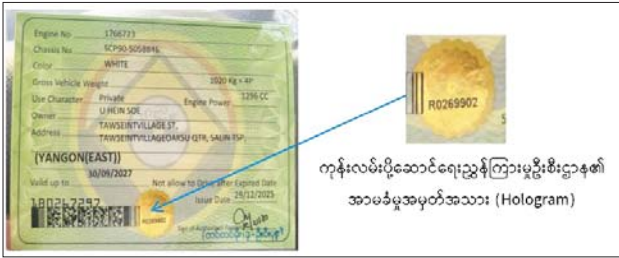 Engine No 1766723
Chassis No SCP90-5058846
Color WHITE
Gross Vehicle Weight 1020 Kg x 4P
Use Character Private Engine Power 1296 CC
Owner U HEIN SOE
Address TAWSEINTVILLAGE ST,
TAWSEINTVILLAGEOAKSU QTR, SALIN TSP,
(YANGON(EAST))
30/09/2027
Valid up to Not allow to Drive after Expired Date
Issue Date 29/12/2025
R0269902
R0269902
ကုန်းလမ်းပို့ဆောင်ရေးညွှန်ကြားမှုဦးစီးဌာန၏
အာမခံမှုအမှတ်အသား (Hologram)